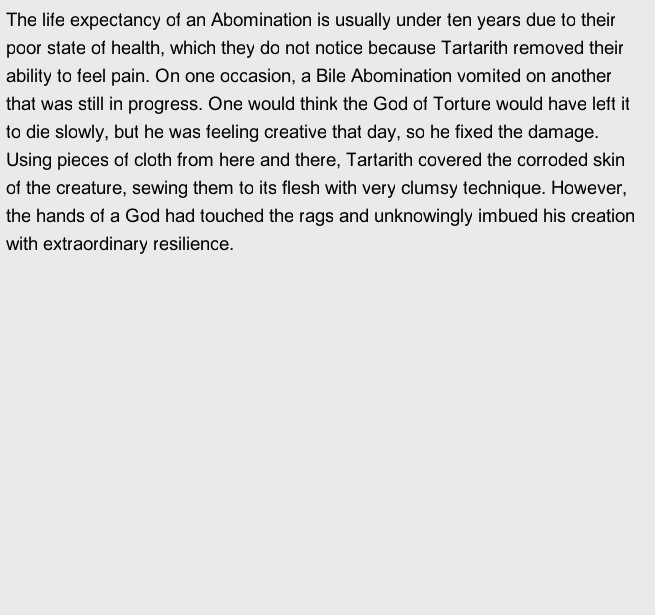 The life expectancy of an Abomination is usually under ten years due to their
poor state of health, which they do not notice because Tartarith removed their
ability to feel pain. On one occasion, a Bile Abomination vomited on another
that was still in progress. One would think the God of Torture would have left it
to die slowly, but he was feeling creative that day, so he fixed the damage.
Using pieces of cloth from here and there, Tartarith covered the corroded skin
of the creature, sewing them to its flesh with very clumsy technique. However,
the hands of a God had touched the rags and unknowingly imbued his creation
with extraordinary resilience.